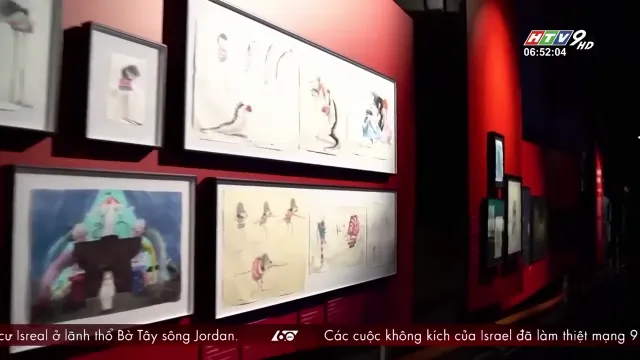 HTV9 HD
06:52:04
cư Isreal ở lãnh thổ Bờ Tây sông Jordan. 60 Các cuộc không kích của Israel đã làm thiệt mạng 9